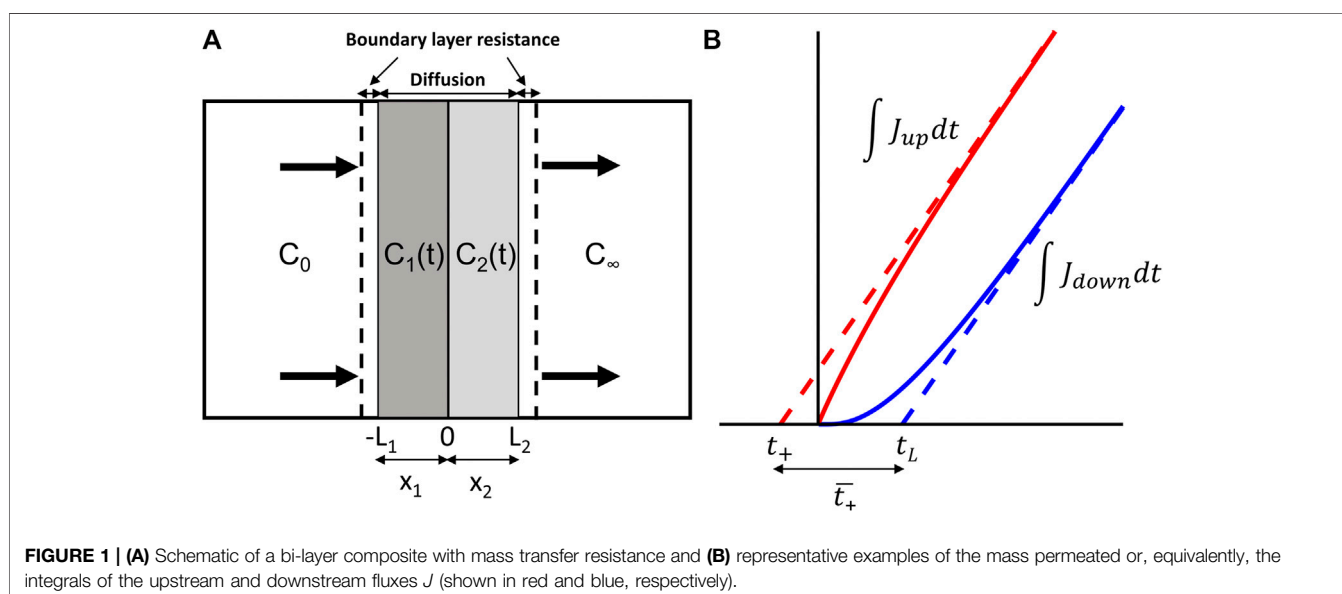 A
Boundary layer resistance
Diffusion
C₀
C₁(t)
C₂(t)
C∞
-L₁
0
L₂
x₁
x₂
B
∫ J_up dt
∫ J_down dt
t₊
t_L
t̅₊
FIGURE 1 | (A) Schematic of a bi-layer composite with mass transfer resistance and (B) representative examples of the mass permeated or, equivalently, the
integrals of the upstream and downstream fluxes J (shown in red and blue, respectively).